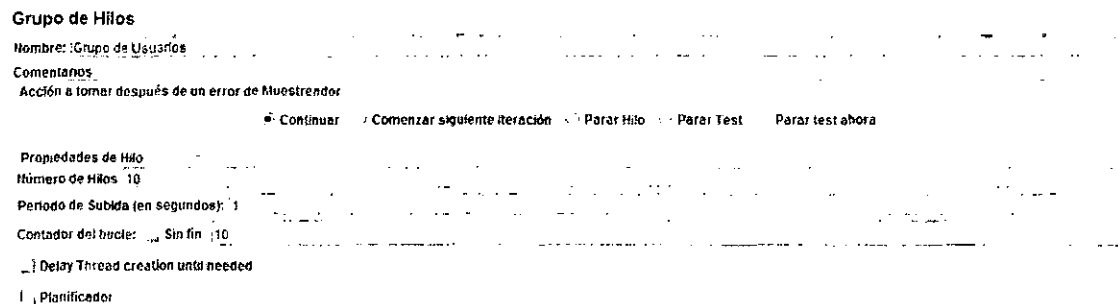 Grupo de Hilos
Nombre: Grupo de Usuarios
Comentarios
Acción a tomar después de un error de Muestreador
Continuar Comenzar siguiente iteración Parar Hilo Parar Test Parar test ahora
Propiedades de Hilo
Número de Hilos 10
Periodo de Subida (en segundos): 1
Contador del bucle: Sin fin 10
Delay Thread creation until needed
Planificador